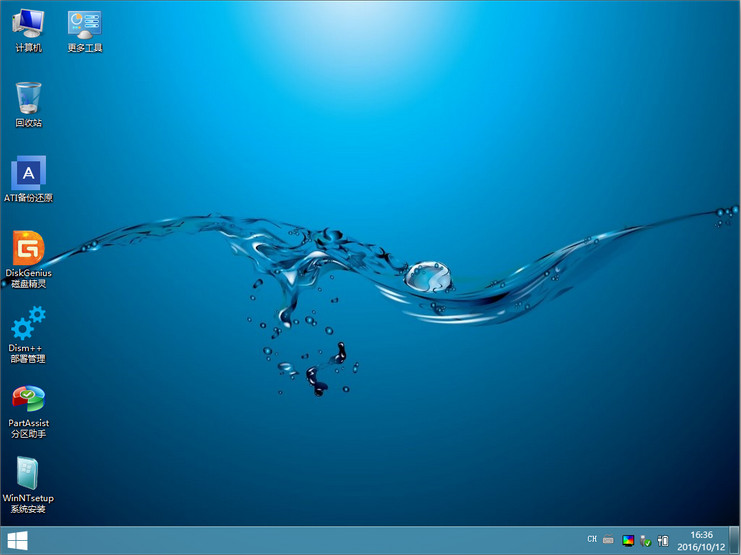 计算机
更多工具
回收站
ATI备份还原
DiskGenius
磁盘精灵
Dism++
部署管理
PartAssist
分区助手
WinNTsetup
系统安装
CH
16:36
2016/10/12